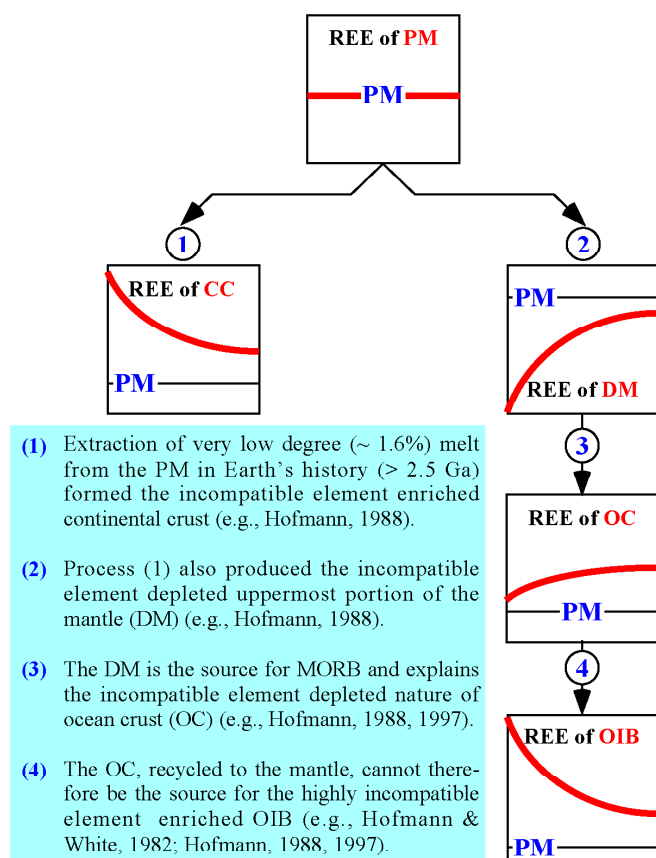 REE of PM
PM
1
2
REE of CC
PM
PM
REE of DM
3
(1) Extraction of very low degree (~ 1.6%) melt
from the PM in Earth's history (> 2.5 Ga)
formed the incompatible element enriched
continental crust (e.g., Hofmann, 1988).
(2) Process (1) also produced the incompatible
element depleted uppermost portion of the
mantle (DM) (e.g., Hofmann, 1988).
(3) The DM is the source for MORB and explains
the incompatible element depleted nature of
ocean crust (OC) (e.g., Hofmann, 1988, 1997).
(4) The OC, recycled to the mantle, cannot there-
fore be the source for the highly incompatible
element enriched OIB (e.g., Hofmann &
White, 1982; Hofmann, 1988, 1997).
REE of OC
PM
4
REE of OIB
PM